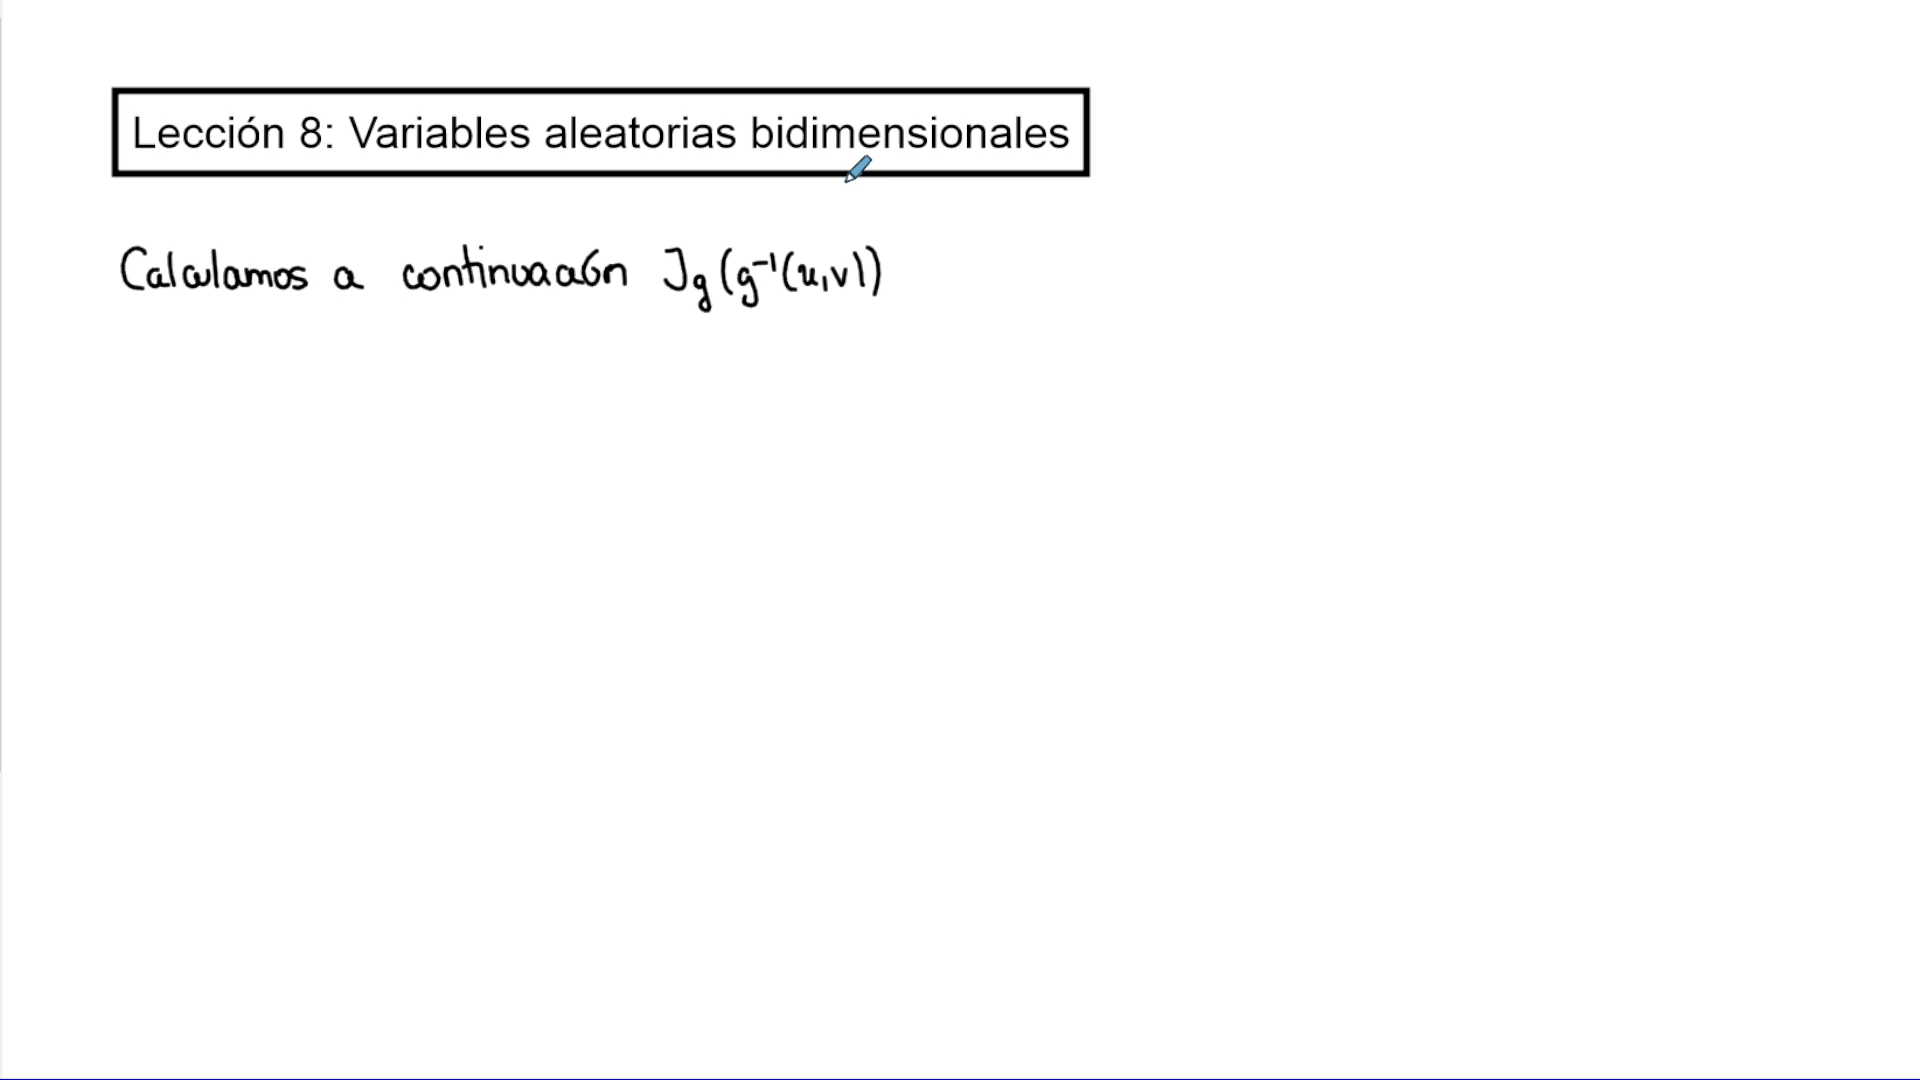 Lección 8: Variables aleatorias bidimensionales
Calculamos a continuación J_g(g⁻¹(u,v))